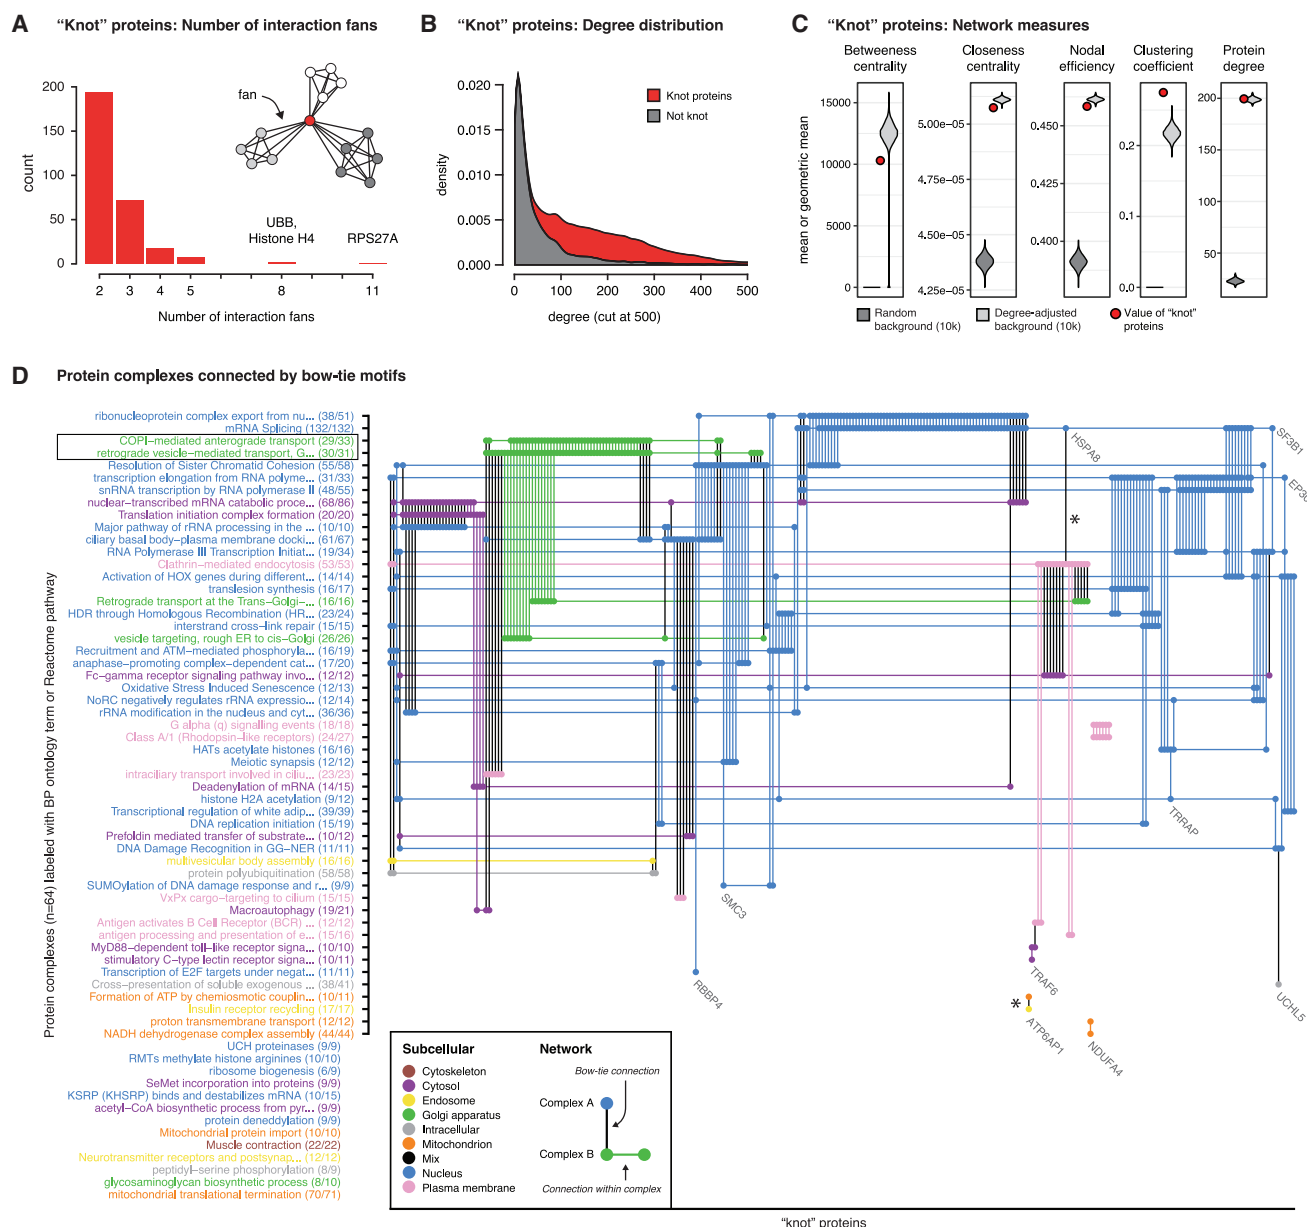 A "Knot" proteins: Number of interaction fans
count
200
150
100
50
0
fan
UBB,
Histone H4
RPS27A
2 3 4 5 8 11
Number of interaction fans
B "Knot" proteins: Degree distribution
density
0.020
0.015
0.010
0.005
0.000
Knot proteins
Not knot
0 100 200 300 400 500
degree (cut at 500)
C "Knot" proteins: Network measures
mean or geometric mean
Betweeness
centrality
15000
10000
5000
0
Closeness
centrality
5.00e−05
4.75e−05
4.50e−05
4.25e−05
Nodal
efficiency
0.450
0.425
0.400
Clustering
coefficient
0.2
0.1
0.0
Protein
degree
200
150
100
50
Random
background (10k)
Degree-adjusted
background (10k)
Value of "knot"
proteins
D Protein complexes connected by bow-tie motifs
Protein complexes (n=64) labeled with BP ontology term or Reactome pathway
ribonucleoprotein complex export from nu... (38/51)
mRNA Splicing (132/132)
COPI−mediated anterograde transport (29/33)
retrograde vesicle−mediated transport, G... (30/31)
Resolution of Sister Chromatid Cohesion (55/58)
transcription elongation from RNA polyme... (31/33)
snRNA transcription by RNA polymerase II (48/55)
nuclear−transcribed mRNA catabolic proce... (68/86)
Translation initiation complex formation (20/20)
Major pathway of rRNA processing in the ... (10/10)
ciliary basal body−plasma membrane docki... (61/67)
RNA Polymerase III Transcription Initiat... (19/34)
Clathrin−mediated endocytosis (53/53)
Activation of HOX genes during different... (14/14)
translesion synthesis (16/17)
Retrograde transport at the Trans−Golgi−... (16/16)
HDR through Homologous Recombination (HR... (23/24)
interstrand cross−link repair (15/15)
vesicle targeting, rough ER to cis−Golgi (26/26)
Recruitment and ATM−mediated phosphoryla... (16/19)
anaphase−promoting complex−dependent cat... (17/20)
Fc−gamma receptor signaling pathway invo... (12/12)
Oxidative Stress Induced Senescence (12/13)
NoRC negatively regulates rRNA expressio... (12/14)
rRNA modification in the nucleus and cyt... (36/36)
G alpha (q) signalling events (18/18)
Class A/1 (Rhodopsin−like receptors) (24/27)
HATs acetylate histones (16/16)
Meiotic synapsis (12/12)
intraciliary transport involved in ciliu... (23/23)
Deadenylation of mRNA (14/15)
histone H2A acetylation (9/12)
Transcriptional regulation of white adip... (39/39)
DNA replication initiation (15/19)
Prefoldin mediated transfer of substrate... (10/12)
DNA Damage Recognition in GG−NER (11/11)
multivesicular body assembly (16/16)
protein polyubiquitination (58/58)
SUMOylation of DNA damage response and r... (9/9)
VxPx cargo−targeting to cilium (15/15)
Macroautophagy (19/21)
Antigen activates B Cell Receptor (BCR) ... (12/12)
antigen processing and presentation of e... (15/16)
MyD88−dependent toll−like receptor signa... (10/10)
stimulatory C−type lectin receptor signa... (10/11)
Transcription of E2F targets under negat... (11/11)
Cross−presentation of soluble exogenous ... (38/41)
Formation of ATP by chemiosmotic couplin... (10/11)
Insulin receptor recycling (17/17)
proton transmembrane transport (12/12)
NADH dehydrogenase complex assembly (44/44)
UCH proteinases (9/9)
RMTs methylate histone arginines (10/10)
ribosome biogenesis (6/9)
SeMet incorporation into proteins (9/9)
KSRP (KHSRP) binds and destabilizes mRNA (10/15)
acetyl−CoA biosynthetic process from pyr... (9/9)
protein deneddylation (9/9)
Mitochondrial protein import (10/10)
Muscle contraction (22/22)
Neurotransmitter receptors and postsynap... (12/12)
peptidyl−serine phosphorylation (8/9)
glycosaminoglycan biosynthetic process (8/10)
mitochondrial translational termination (70/71)
HSPA8
SF3B1
EP30
*
TRRAP
SMC3
RBBP4
TRAF6
*
ATP6AP1
NDUFA4
UCHL5
Subcellular
Cytoskeleton
Cytosol
Endosome
Golgi apparatus
Intracellular
Mitochondrion
Mix
Nucleus
Plasma membrane
Network
Bow-tie connection
Complex A
Complex B
Connection within complex
"knot" proteins